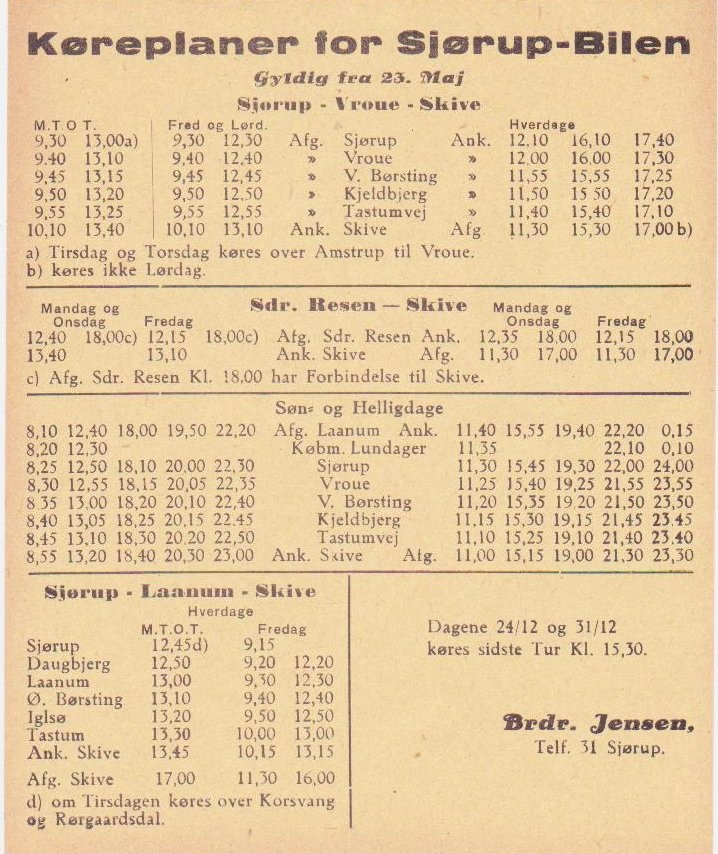 Køreplaner for Sjørup-Bilen
Gyldig fra 23. Maj
Sjørup - Vroue - Skive
M.T O T. Fred og Lørd. Hverdage
9,30 13,00a) 9,30 12,30 Afg. Sjørup Ank. 12,10 16,10 17,40
9.40 13,10 9,40 12,40 » Vroue » 12,00 16,00 17,30
9,45 13,15 9,45 12,45 » V. Børsting » 11,55 15,55 17,25
9,50 13,20 9,50 12,50 » Kjeldbjerg » 11,50 15 50 17,20
9,55 13,25 9,55 12,55 » Tastumvej » 11,40 15,40 17,10
10,10 13,40 10,10 13,10 Ank. Skive Afg 11,30 15,30 17,00 b)
a) Tirsdag og Torsdag køres over Amstrup til Vroue.
b) køres ikke Lørdag.
Sdr. Resen — Skive
Mandag og Onsdag Fredag Mandag og Onsdag Fredag
12,40 18,00c) 12,15 18,00c) Afg. Sdr. Resen Ank. 12,35 18,00 12,15 18,00
13,40 13,10 Ank. Skive Afg. 11,30 17,00 11,30 17,00
c) Afg. Sdr. Resen Kl. 18,00 har Forbindelse til Skive.
Søn- og Helligdage
8,10 12,40 18,00 19,50 22,20 Afg. Laanum Ank. 11,40 15,55 19,40 22,20 0,15
8,20 12,30 Købm. Lundager 11,35 22,10 0,10
8,25 12,50 18,10 20,00 22,30 Sjørup 11,30 15,45 19,30 22,00 24,00
8,30 12,55 18,15 20,05 22,35 Vroue 11,25 15,40 19,25 21,55 23,55
8.35 13,00 18,20 20,10 22,40 V. Børsting 11,20 15,35 19 20 21,50 23,50
8,40 13,05 18,25 20,15 22.45 Kjeldbjerg 11,15 15,30 19,15 21,45 23.45
8,45 13,10 18,30 20,20 22,50 Tastumvej 11,10 15,25 19,10 21,40 23,40
8,55 13,20 18,40 20,30 23,00 Ank. Skive Afg. 11,00 15,15 19,00 21,30 23,30
Sjørup - Laanum - Skive
Hverdage
M.T.O.T. Fredag
Sjørup 12,45d) 9,15
Daugbjerg 12,50 9,20 12,20
Laanum 13,00 9,30 12,30
Ø. Børsting 13,10 9,40 12,40
Iglsø 13,20 9,50 12,50
Tastum 13,30 10,00 13,00
Ank. Skive 13,45 10,15 13,15
Afg. Skive 17,00 11,30 16,00
d) om Tirsdagen køres over Korsvang
og Rørgaardsdal.
Dagene 24/12 og 31/12
køres sidste Tur Kl. 15,30.
Brdr. Jensen,
Telf. 31 Sjørup.